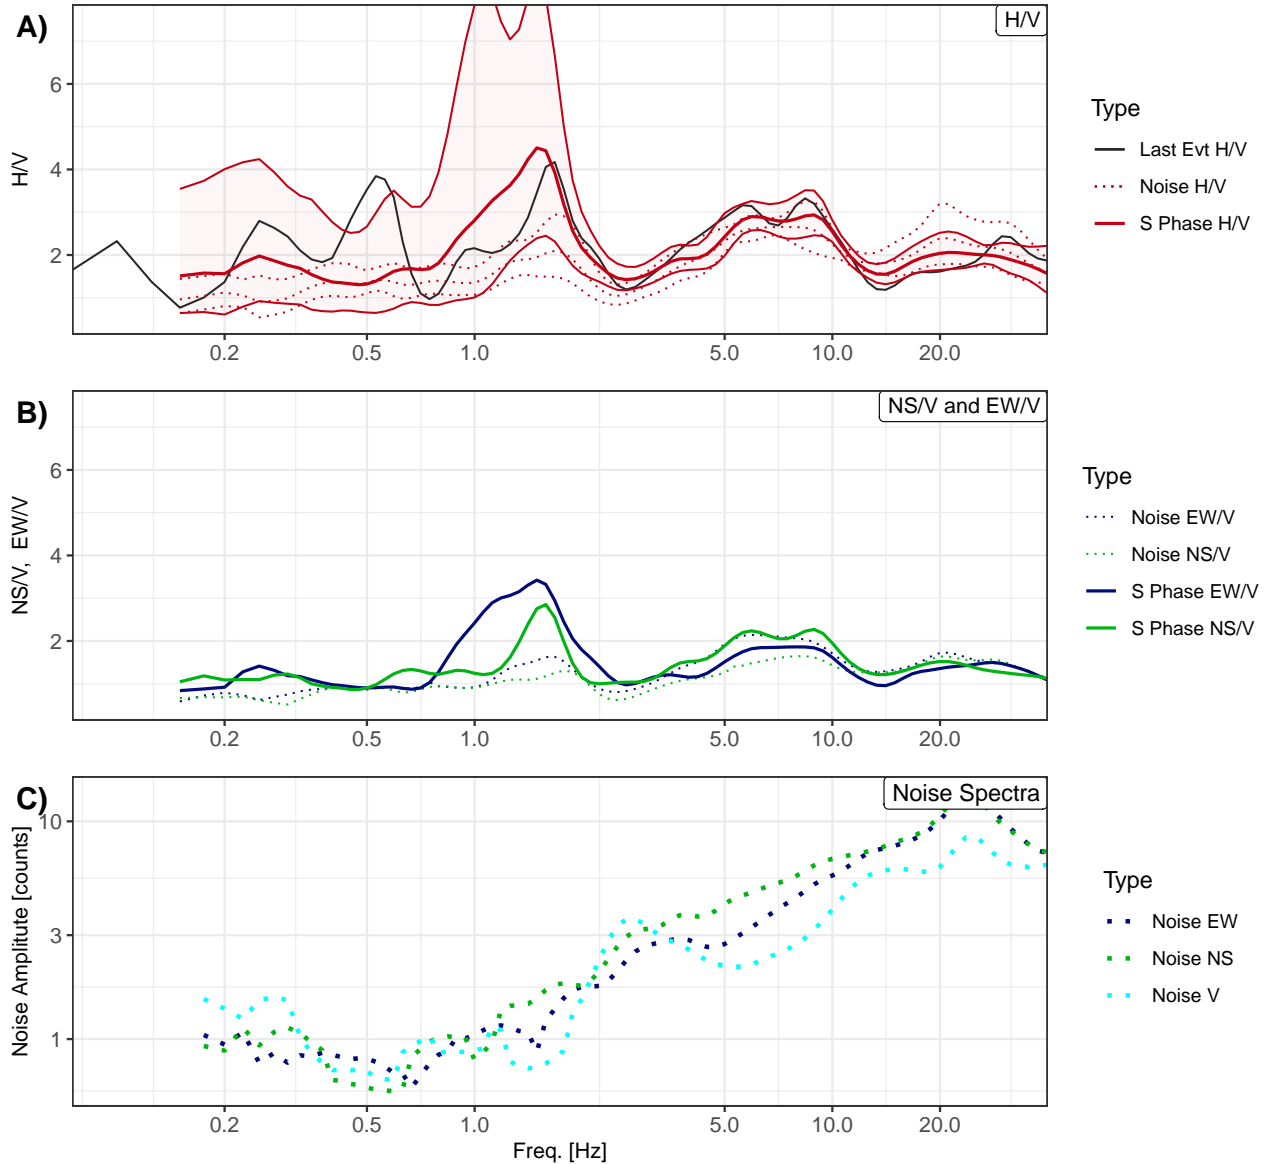 A)
H/V
H/V
6
4
2
0.2
0.5
1.0
5.0
10.0
20.0
Type
Last Evt H/V
Noise H/V
S Phase H/V
B)
NS/V and EW/V
NS/V,  EW/V
6
4
2
0.2
0.5
1.0
5.0
10.0
20.0
Type
Noise EW/V
Noise NS/V
S Phase EW/V
S Phase NS/V
C)
Noise Spectra
Noise Amplitude [counts]
10
3
1
0.2
0.5
1.0
5.0
10.0
20.0
Freq. [Hz]
Type
Noise EW
Noise NS
Noise V